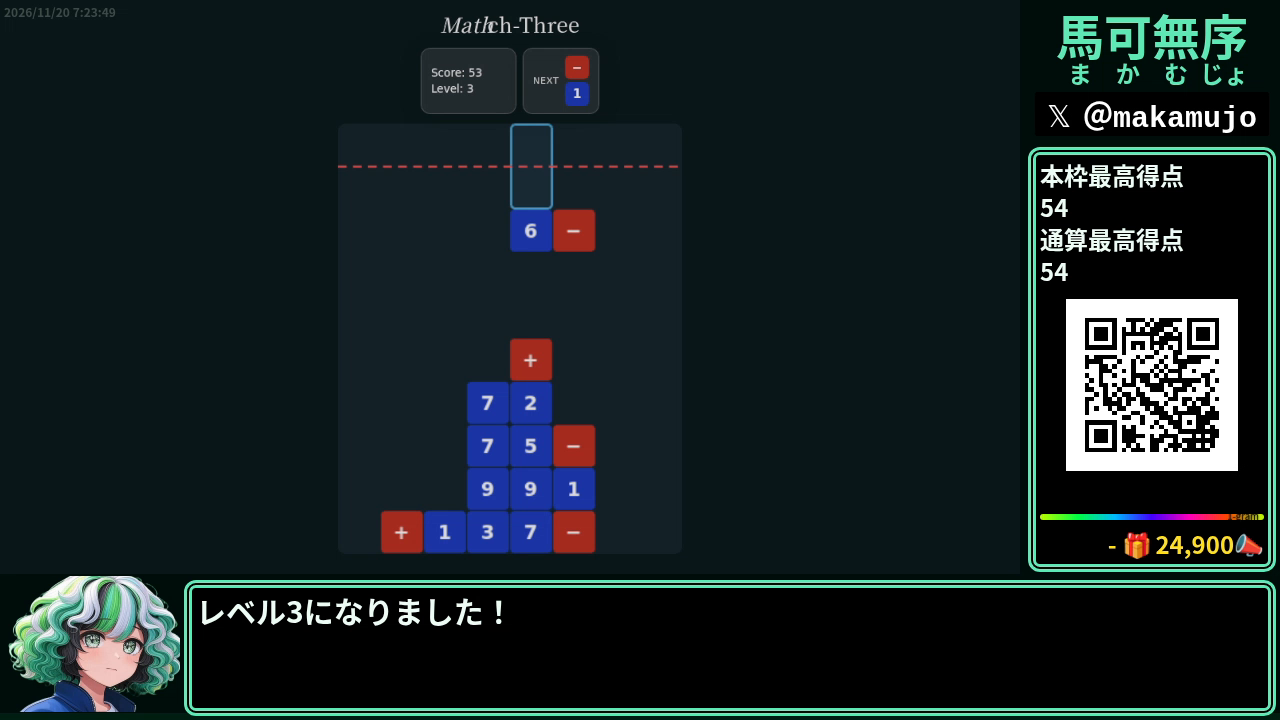 2026/11/20 7:23:49
Mathch-Three
Score: 53
Level: 3
NEXT
−
1
6 −
+
7 2
7 5 −
9 9 1
+ 1 3 7 −
馬可無序
ま か む じょ
𝕏 @makamujo
本枠最高得点
54
通算最高得点
54
1-gram
- 🎁 24,900📣
レベル3になりました！